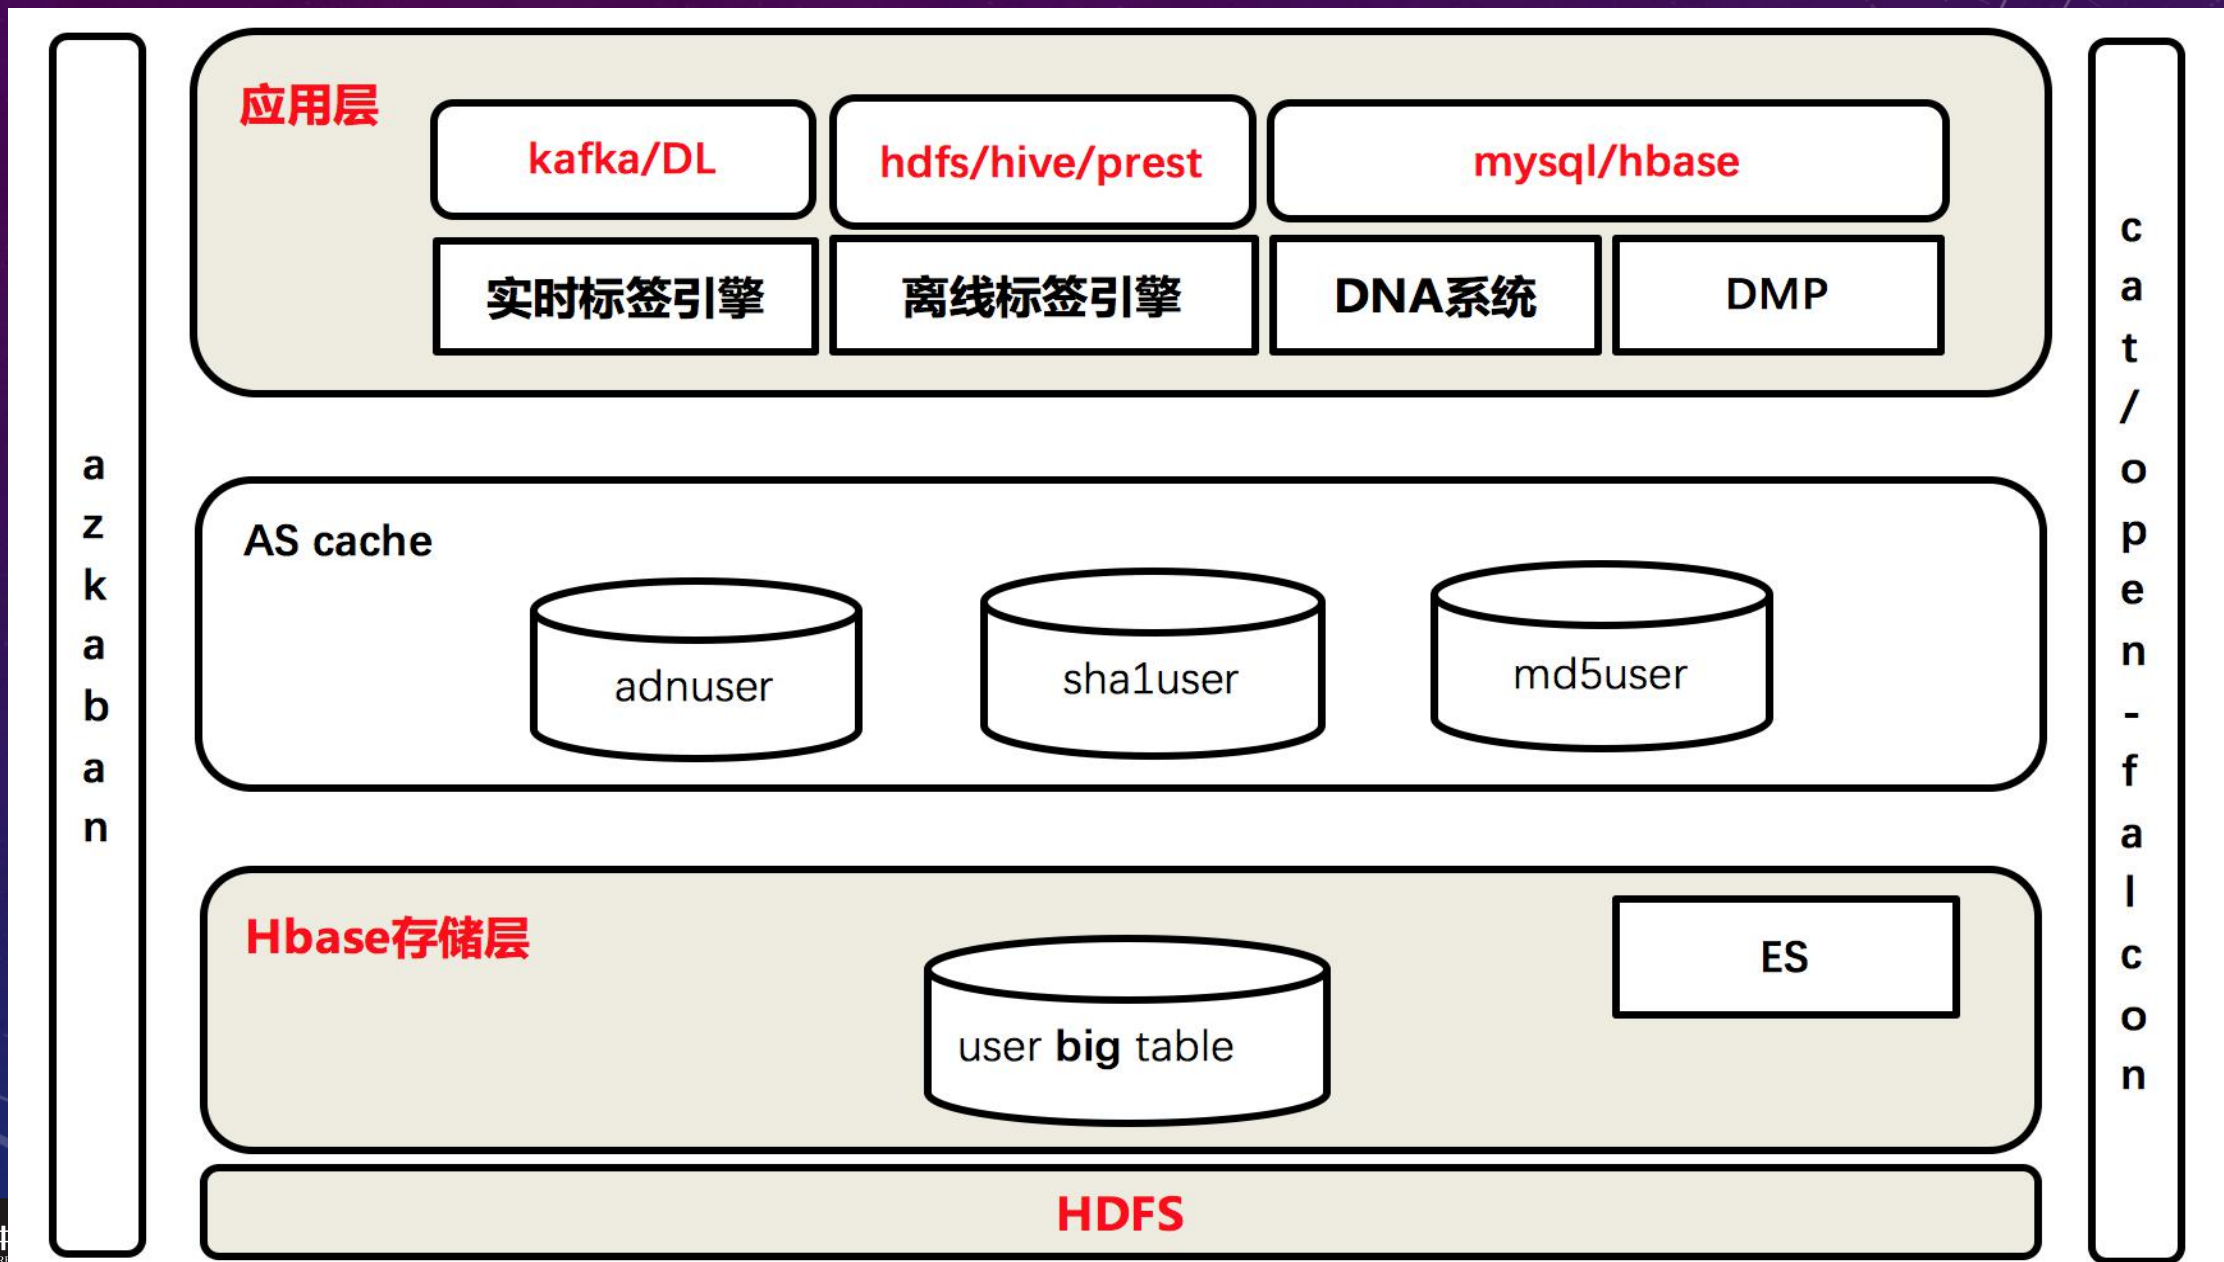 azkaban
应用层
kafka/DL
hdfs/hive/prest
mysql/hbase
实时标签引擎
离线标签引擎
DNA系统
DMP
AS cache
adnuser
sha1user
md5user
Hbase存储层
ES
user big table
HDFS
cat/open-falcon